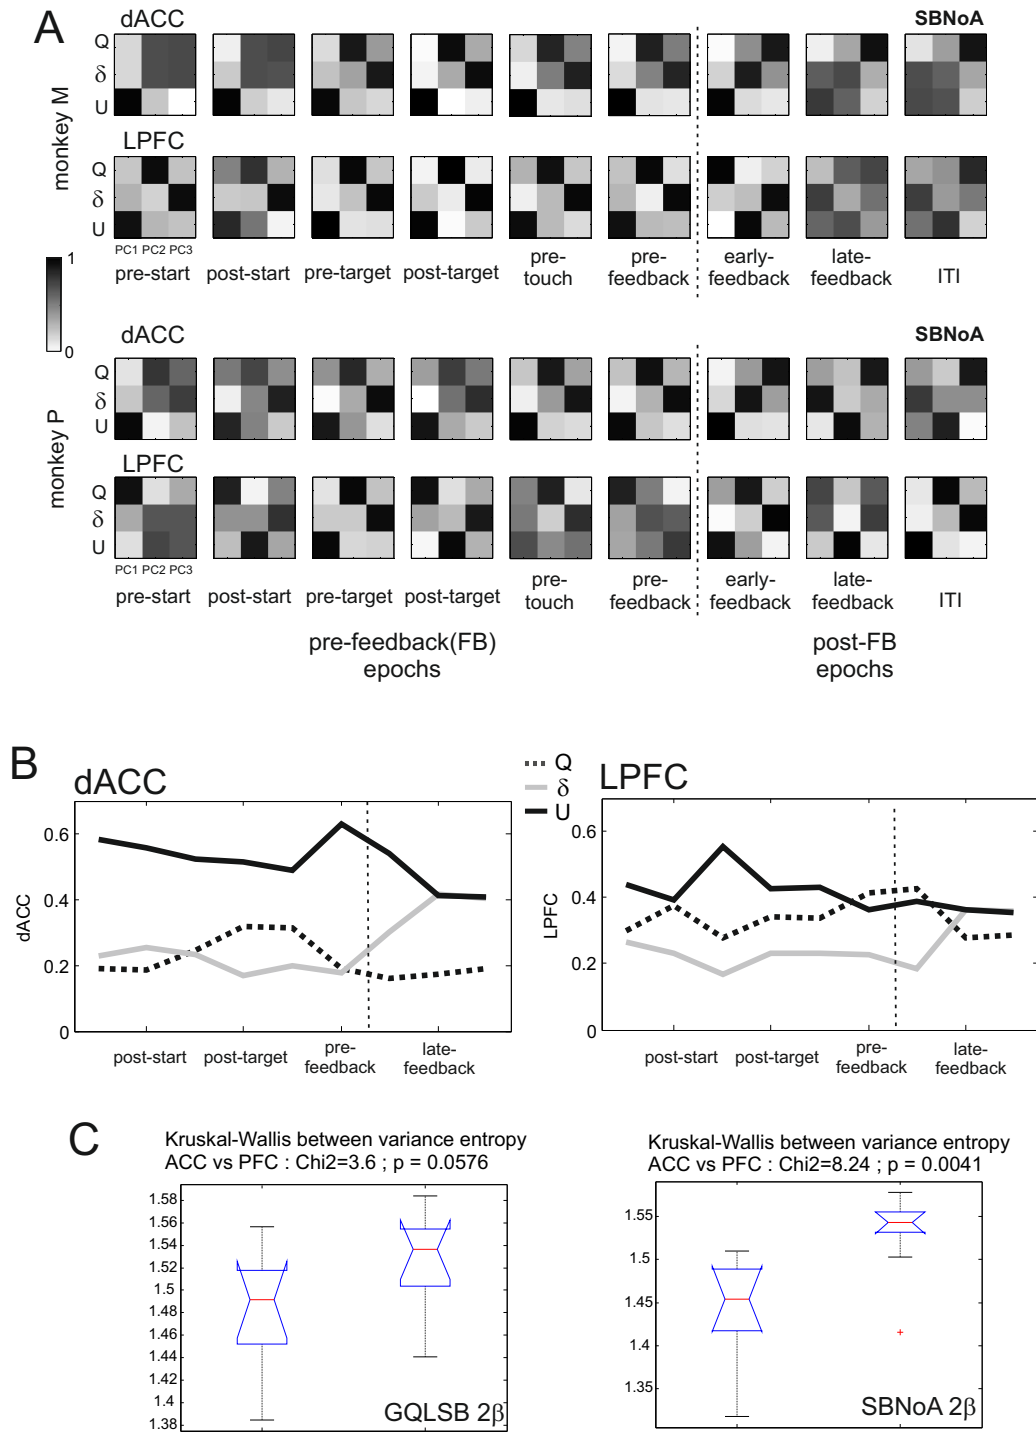 A
dACC
SBNoA
monkey M
Q
δ
U
LPFC
Q
δ
U
PC1 PC2 PC3
pre-start
post-start
pre-target
post-target
pre-
touch
pre-
feedback
early-
feedback
late-
feedback
ITI
1
0
dACC
SBNoA
monkey P
Q
δ
U
LPFC
Q
δ
U
PC1 PC2 PC3
pre-start
post-start
pre-target
post-target
pre-
touch
pre-
feedback
early-
feedback
late-
feedback
ITI
pre-feedback(FB)
epochs
post-FB
epochs
B
dACC
Q
δ
U
LPFC
0.6
0.4
0.2
0
dACC
post-start
post-target
pre-
feedback
late-
feedback
0.6
0.4
0.2
0
LPFC
post-start
post-target
pre-
feedback
late-
feedback
C
Kruskal-Wallis between variance entropy
ACC vs PFC : Chi2=3.6 ; p = 0.0576
1.58
1.56
1.54
1.52
1.5
1.48
1.46
1.44
1.42
1.4
1.38
GQLSB 2β
Kruskal-Wallis between variance entropy
ACC vs PFC : Chi2=8.24 ; p = 0.0041
1.55
1.5
1.45
1.4
1.35
SBNoA 2β